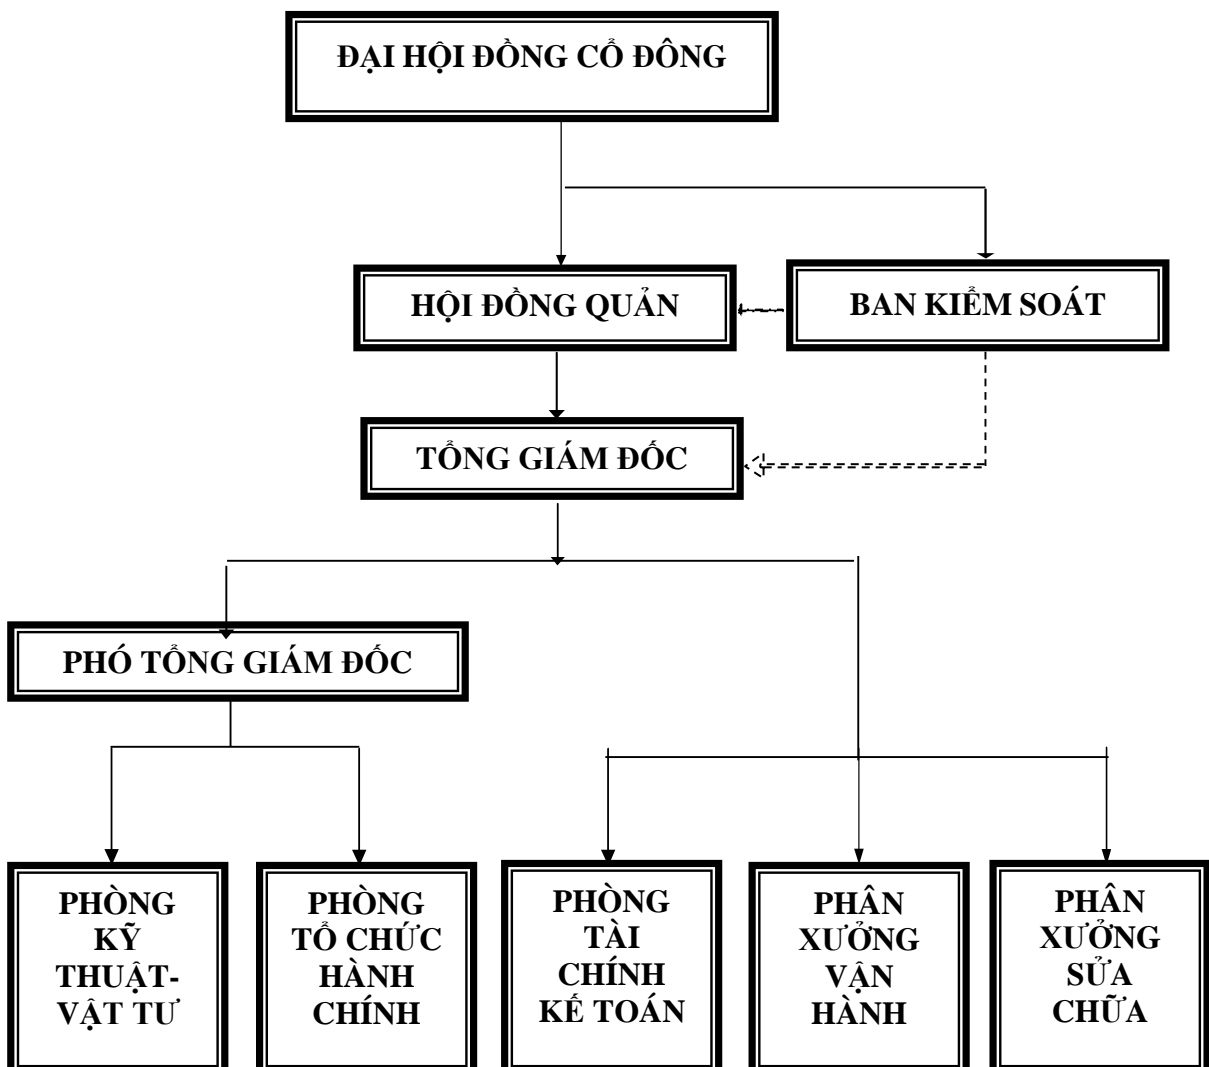 ĐẠI HỘI ĐỒNG CỔ ĐÔNG
HỘI ĐỒNG QUẢN
BAN KIỂM SOÁT
TỔNG GIÁM ĐỐC
PHÓ TỔNG GIÁM ĐỐC
PHÒNG
KỸ
THUẬT-
VẬT TƯ
PHÒNG
TỔ CHỨC
HÀNH
CHÍNH
PHÒNG
TÀI
CHÍNH
KẾ TOÁN
PHÂN
XƯỞNG
VẬN
HÀNH
PHÂN
XƯỞNG
SỬA
CHỮA